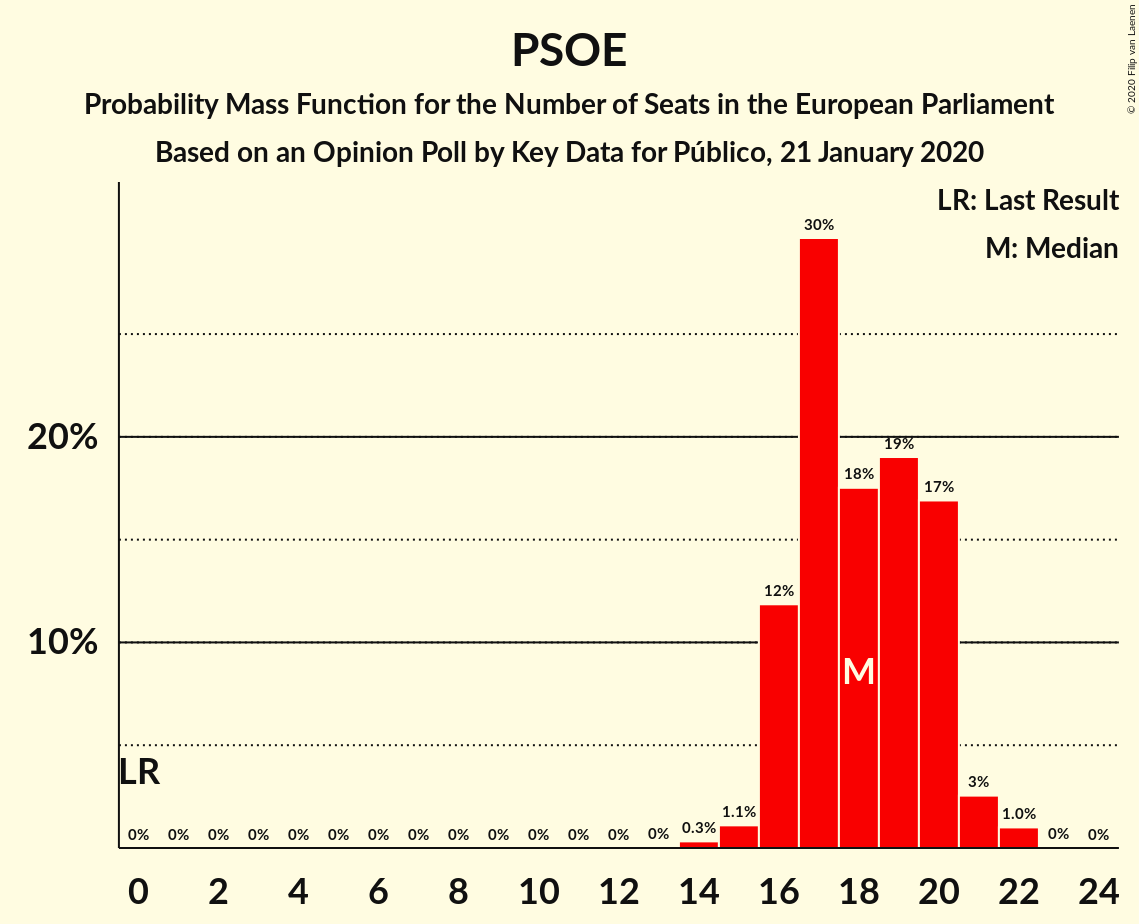 PSOE
Probability Mass Function for the Number of Seats in the European Parliament
Based on an Opinion Poll by Key Data for Público, 21 January 2020
© 2020 Filip van Laenen
LR: Last Result
M: Median
30%
20%
19%
18%
17%
12%
10%
M
LR
0% 0% 0% 0% 0% 0% 0% 0% 0% 0% 0% 0% 0% 0% 0.3% 1.1% 3% 1.0% 0% 0%
0 2 4 6 8 10 12 14 16 18 20 22 24